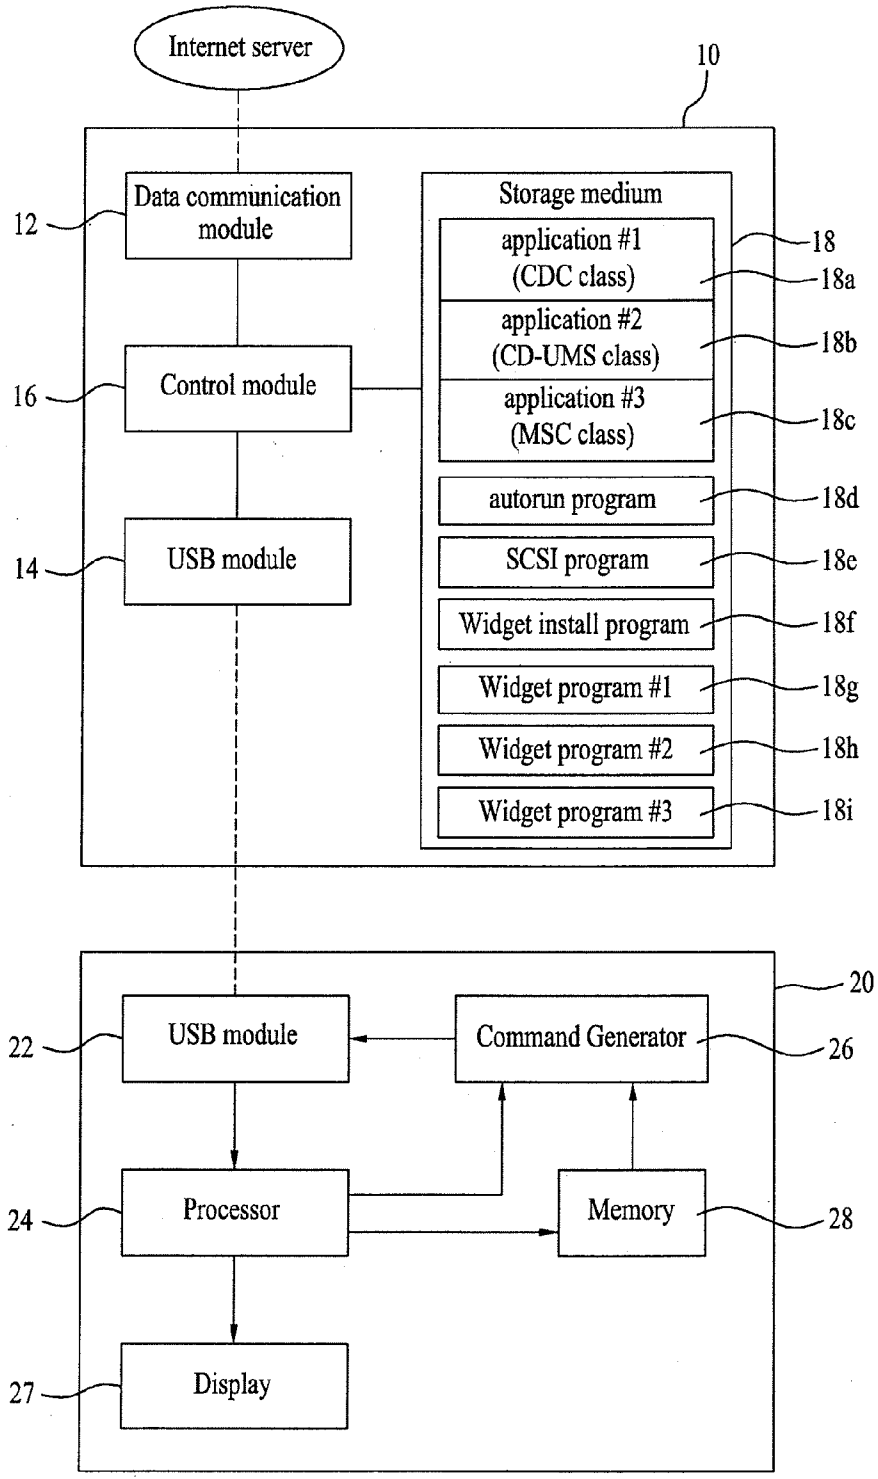 Internet server
10
Data communication
module
12
Storage medium
18
application #1
(CDC class)
18a
application #2
(CD-UMS class)
18b
Control module
16
application #3
(MSC class)
18c
autorun program
18d
USB module
14
SCSI program
18e
Widget install program
18f
Widget program #1
18g
Widget program #2
18h
Widget program #3
18i
20
USB module
22
Command Generator
26
Processor
24
Memory
28
Display
27